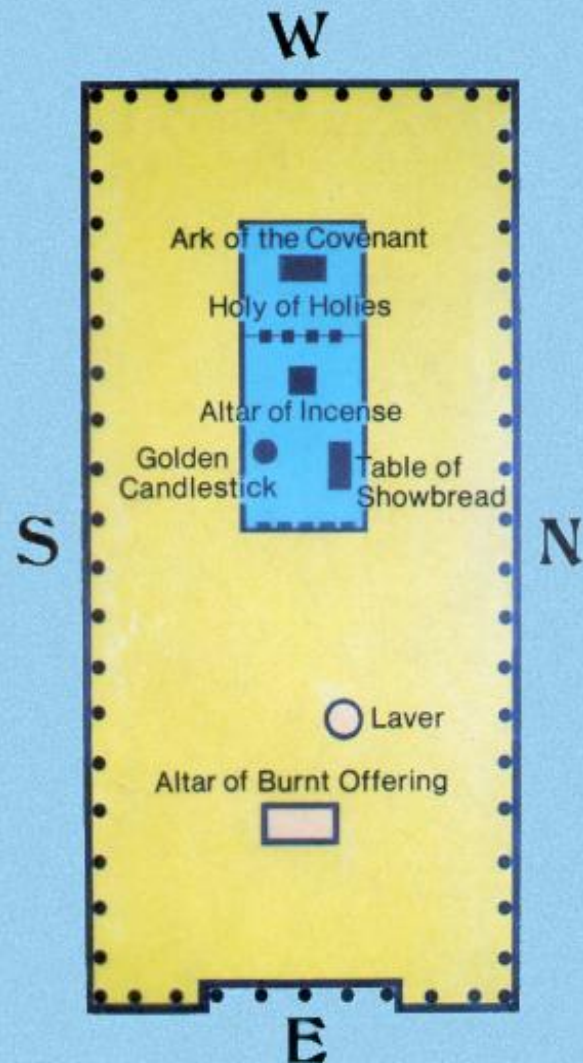 W
Ark of the Covenant
Holy of Holies
Altar of Incense
Golden
Candlestick
Table of
Showbread
S
N
Laver
Altar of Burnt Offering
E